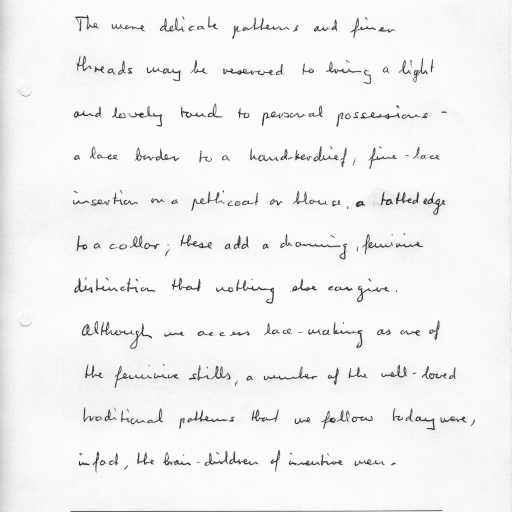 The more delicate patterns and finer
threads may be reserved to bring a light
and lovely touch to personal possessions -
a lace border to a handkerchief, fine-lace
insertion on a petticoat or blouse, a tatted edge
to a collar; these add a charming, feminine
distinction that nothing else can give.
Although we access lace-making as one of
the feminine skills, a number of the well-loved
traditional patterns that we follow today were,
in fact, the brain-children of inventive men.